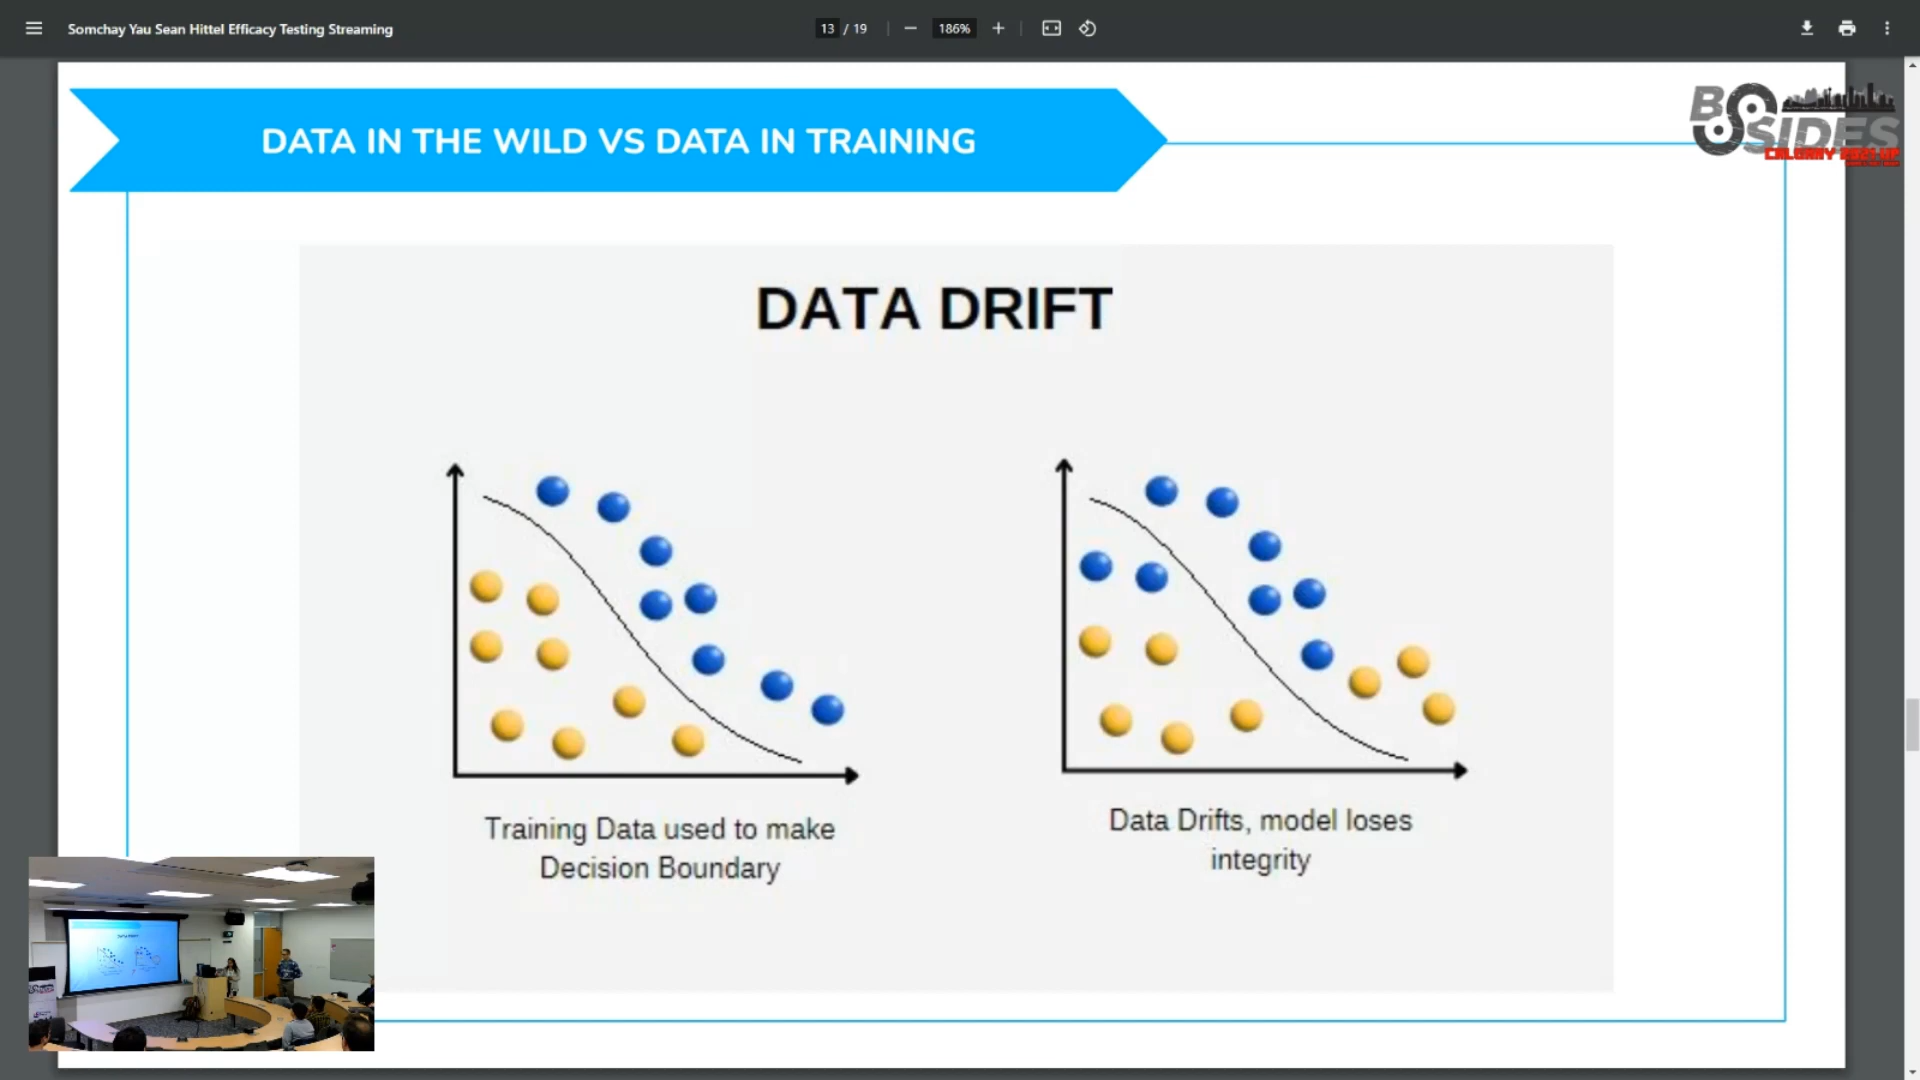 Somchay Yau Sean Hittel Efficacy Testing Streaming
13 / 19
186%
DATA IN THE WILD VS DATA IN TRAINING
BSIDES
DATA DRIFT
Training Data used to make
Decision Boundary
Data Drifts, model loses
integrity